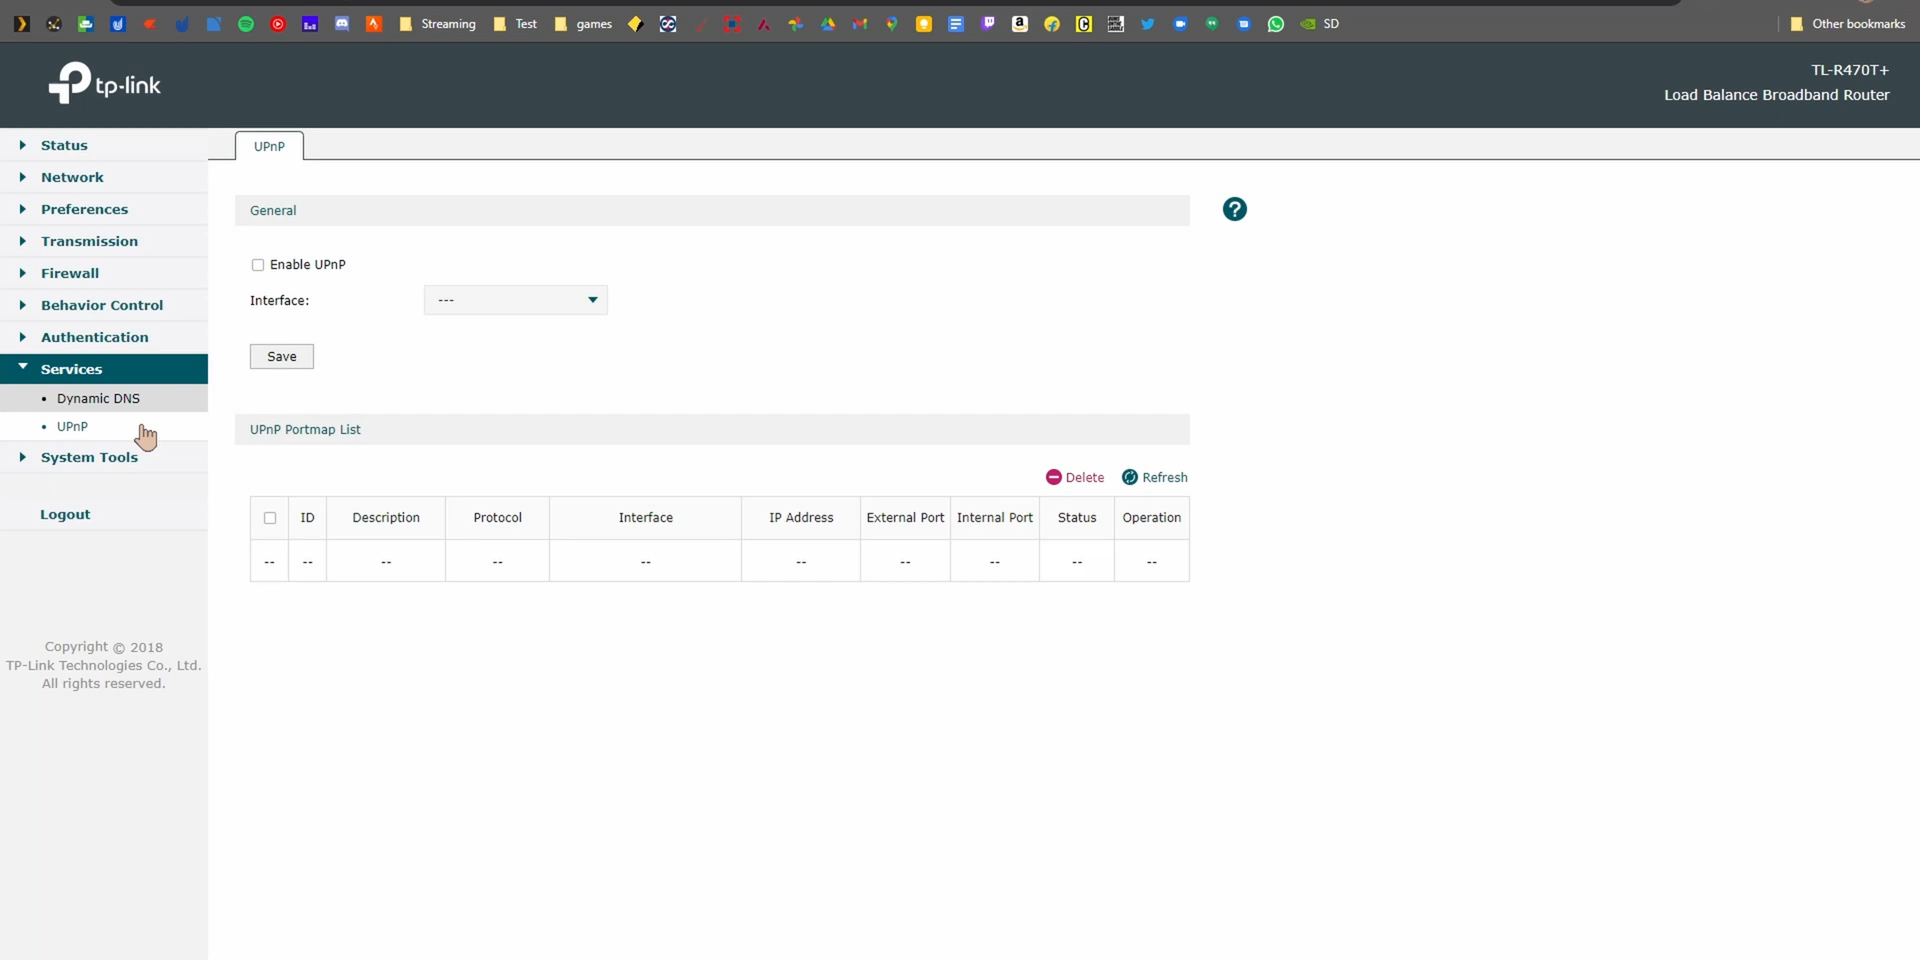 Streaming
Test
games
SD
Other bookmarks
tp-link
TL-R470T+
Load Balance Broadband Router
Status
Network
Preferences
Transmission
Firewall
Behavior Control
Authentication
Services
• Dynamic DNS
• UPnP
System Tools
Logout
Copyright © 2018
TP-Link Technologies Co., Ltd.
All rights reserved.
UPnP
General
?
Enable UPnP
Interface: ---
Save
UPnP Portmap List
Delete Refresh
ID Description Protocol Interface IP Address External Port Internal Port Status Operation
-- -- -- -- -- -- -- -- -- --